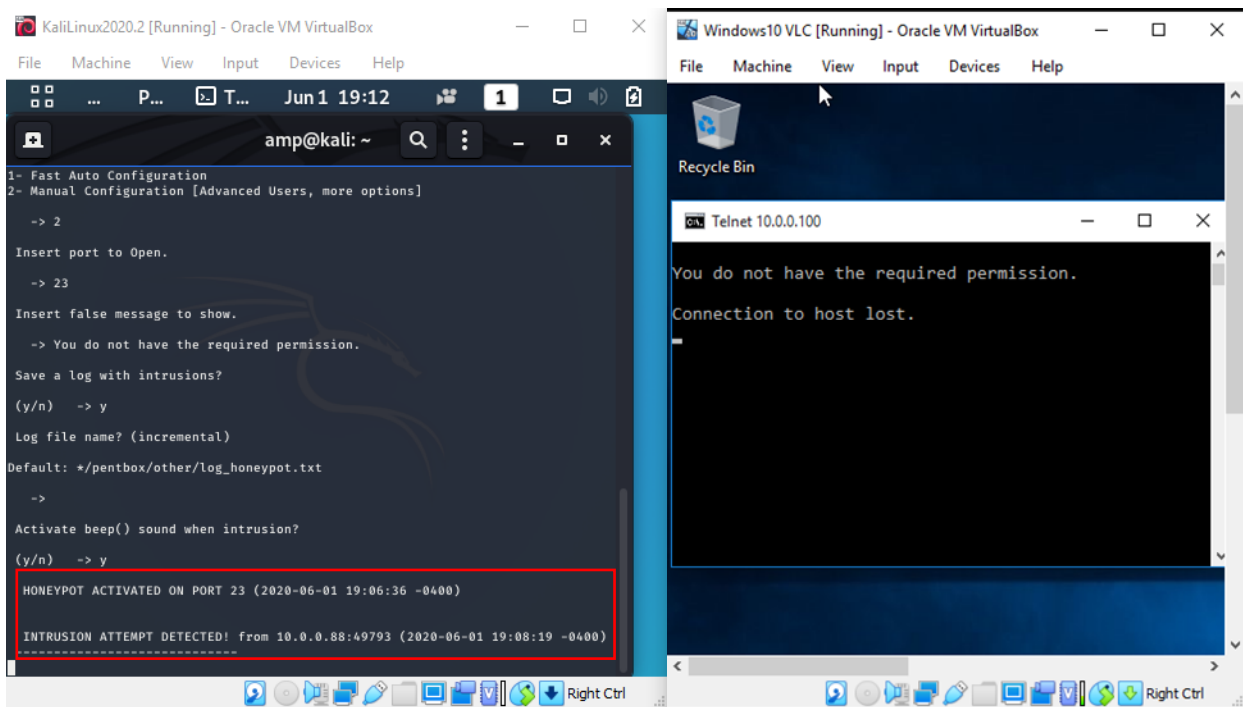 KaliLinux2020.2 [Running] - Oracle VM VirtualBox
File Machine View Input Devices Help
... P... T... Jun 1 19:12 1
amp@kali: ~
1- Fast Auto Configuration
2- Manual Configuration [Advanced Users, more options]
-> 2
Insert port to Open.
-> 23
Insert false message to show.
-> You do not have the required permission.
Save a log with intrusions?
(y/n) -> y
Log file name? (incremental)
Default: */pentbox/other/log_honeypot.txt
->
Activate beep() sound when intrusion?
(y/n) -> y
HONEYPOT ACTIVATED ON PORT 23 (2020-06-01 19:06:36 -0400)
INTRUSION ATTEMPT DETECTED! from 10.0.0.88:49793 (2020-06-01 19:08:19 -0400)
-----------------------------
Right Ctrl
Windows10 VLC [Running] - Oracle VM VirtualBox
File Machine View Input Devices Help
Recycle Bin
C:\. Telnet 10.0.0.100
You do not have the required permission.
Connection to host lost.
Right Ctrl